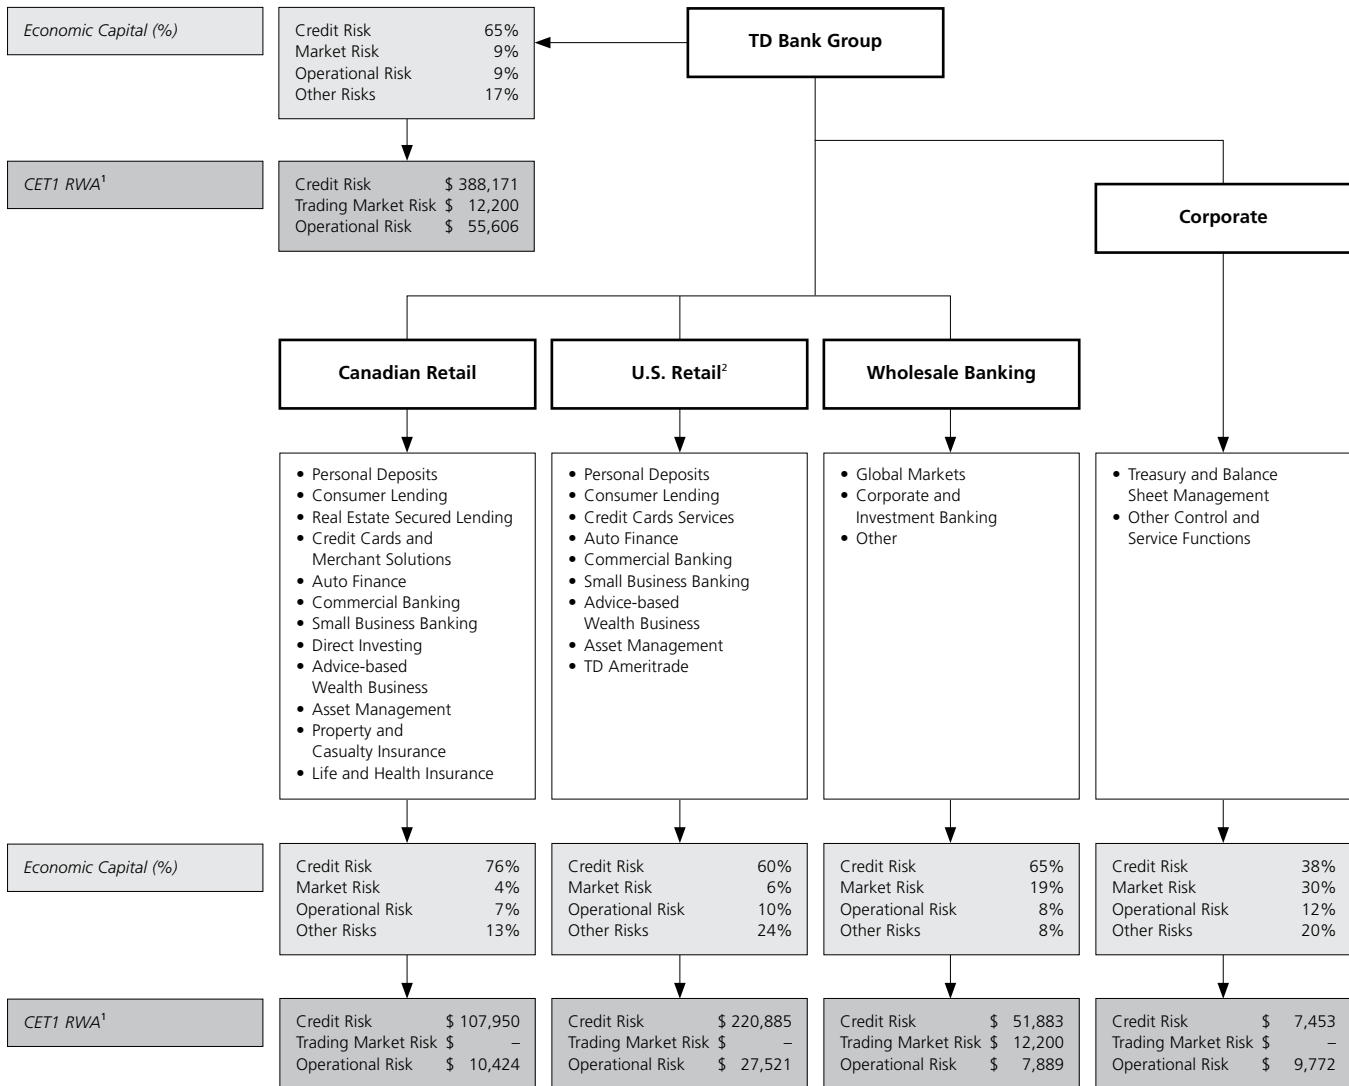 Economic Capital (%)
Credit Risk 65%
Market Risk 9%
Operational Risk 9%
Other Risks 17%
TD Bank Group
CET1 RWA¹
Credit Risk $ 388,171
Trading Market Risk $ 12,200
Operational Risk $ 55,606
Corporate
Canadian Retail
U.S. Retail²
Wholesale Banking
• Personal Deposits
• Consumer Lending
• Real Estate Secured Lending
• Credit Cards and
Merchant Solutions
• Auto Finance
• Commercial Banking
• Small Business Banking
• Direct Investing
• Advice-based
Wealth Business
• Asset Management
• Property and
Casualty Insurance
• Life and Health Insurance
• Personal Deposits
• Consumer Lending
• Credit Cards Services
• Auto Finance
• Commercial Banking
• Small Business Banking
• Advice-based
Wealth Business
• Asset Management
• TD Ameritrade
• Global Markets
• Corporate and
Investment Banking
• Other
• Treasury and Balance
Sheet Management
• Other Control and
Service Functions
Economic Capital (%)
Credit Risk 76%
Market Risk 4%
Operational Risk 7%
Other Risks 13%
Credit Risk 60%
Market Risk 6%
Operational Risk 10%
Other Risks 24%
Credit Risk 65%
Market Risk 19%
Operational Risk 8%
Other Risks 8%
Credit Risk 38%
Market Risk 30%
Operational Risk 12%
Other Risks 20%
CET1 RWA¹
Credit Risk $ 107,950
Trading Market Risk $ –
Operational Risk $ 10,424
Credit Risk $ 220,885
Trading Market Risk $ –
Operational Risk $ 27,521
Credit Risk $ 51,883
Trading Market Risk $ 12,200
Operational Risk $ 7,889
Credit Risk $ 7,453
Trading Market Risk $ –
Operational Risk $ 9,772